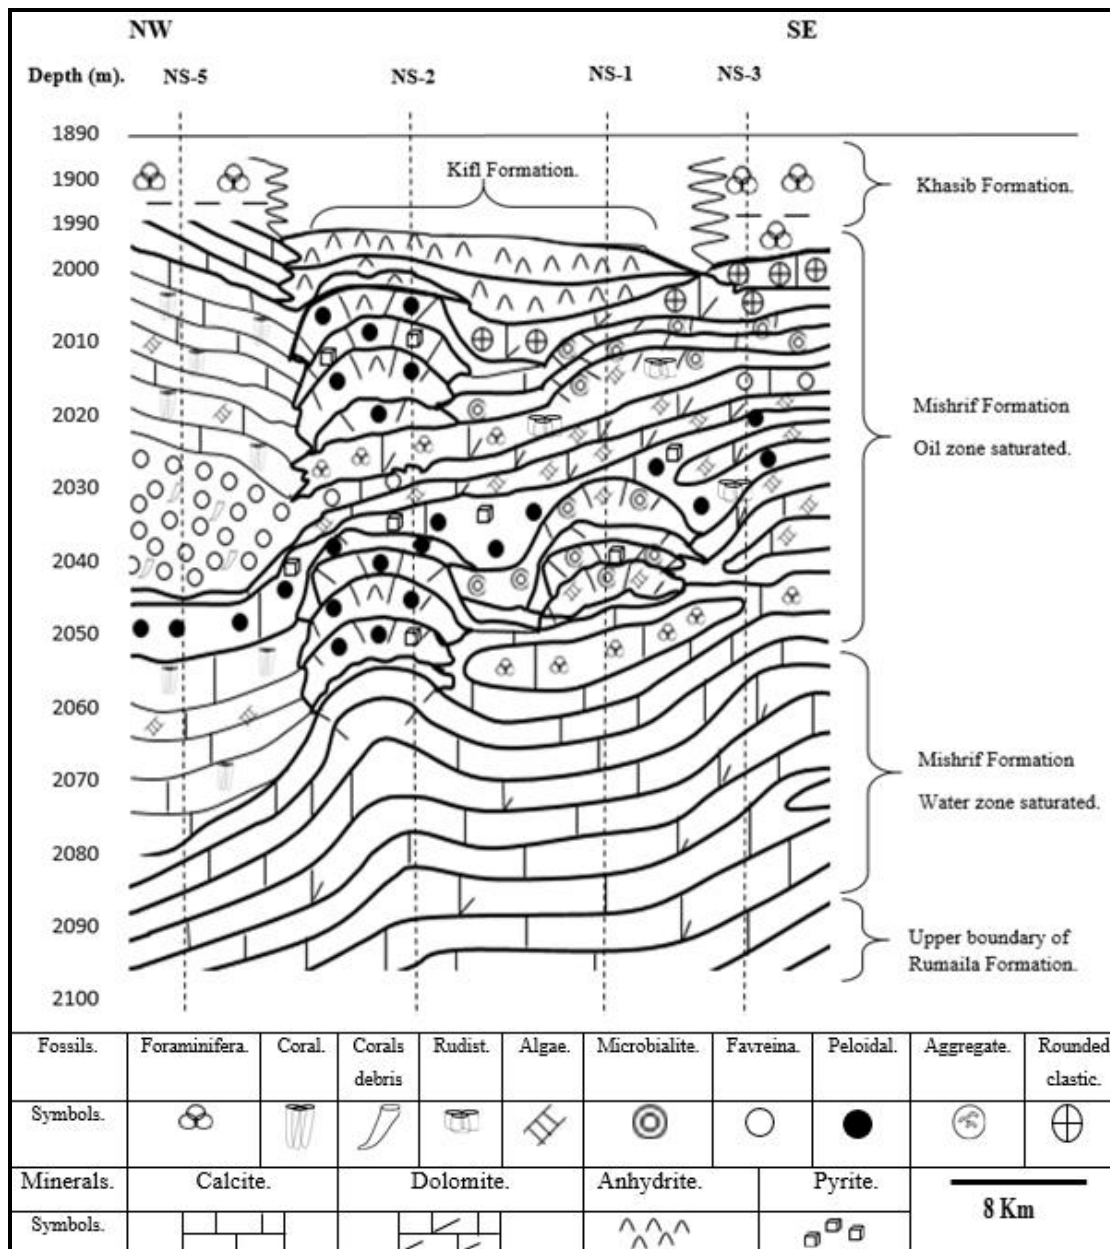 NW SE
Depth (m). NS-5 NS-2 NS-1 NS-3
1890
Kifl Formation.
1900
Khasib Formation.
1990
2000
2010
2020
Mishrif Formation
Oil zone saturated.
2030
2040
2050
2060
2070
Mishrif Formation
Water zone saturated.
2080
2090
Upper boundary of
Rumaila Formation.
2100
Fossils. Foraminifera. Coral. Corals debris Rudist. Algae. Microbialite. Favreina. Peloidal. Aggregate. Rounded clastic.
Symbols.
Minerals. Calcite. Dolomite. Anhydrite. Pyrite.
8 Km
Symbols.